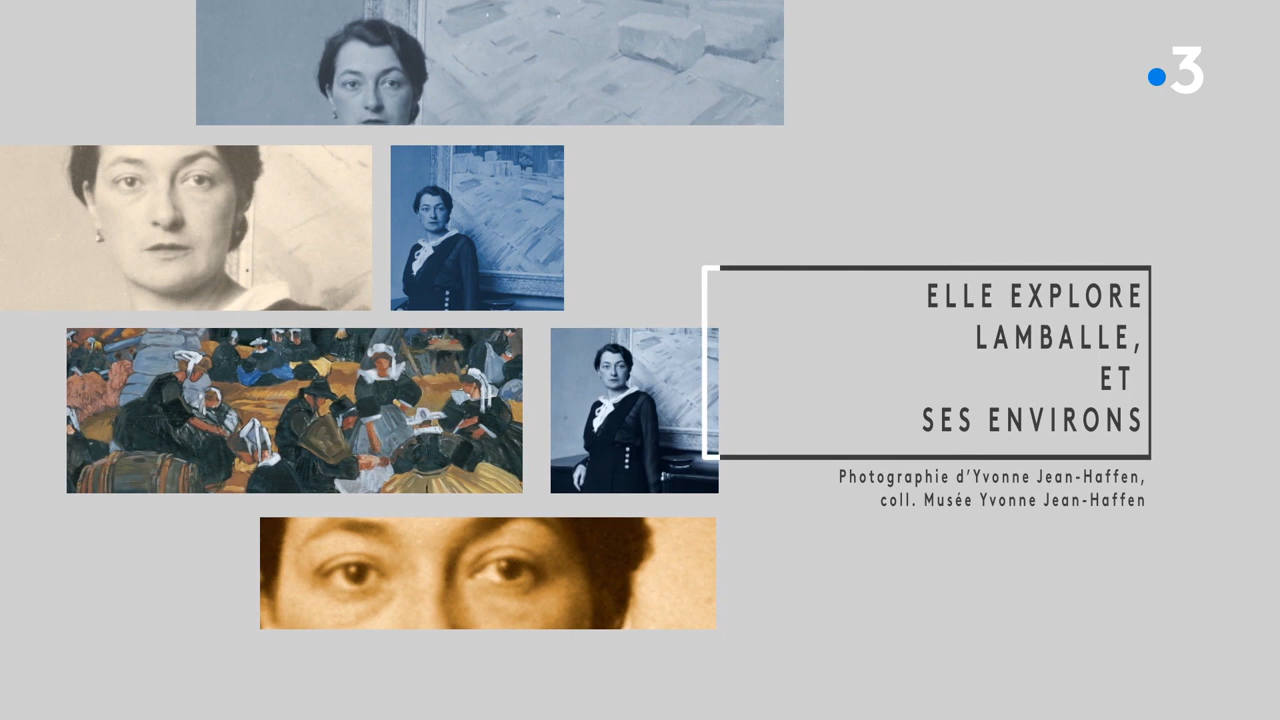 3
ELLE EXPLORE
LAMBALLE,
ET
SES ENVIRONS
Photographie d'Yvonne Jean-Haffen,
coll. Musée Yvonne Jean-Haffen